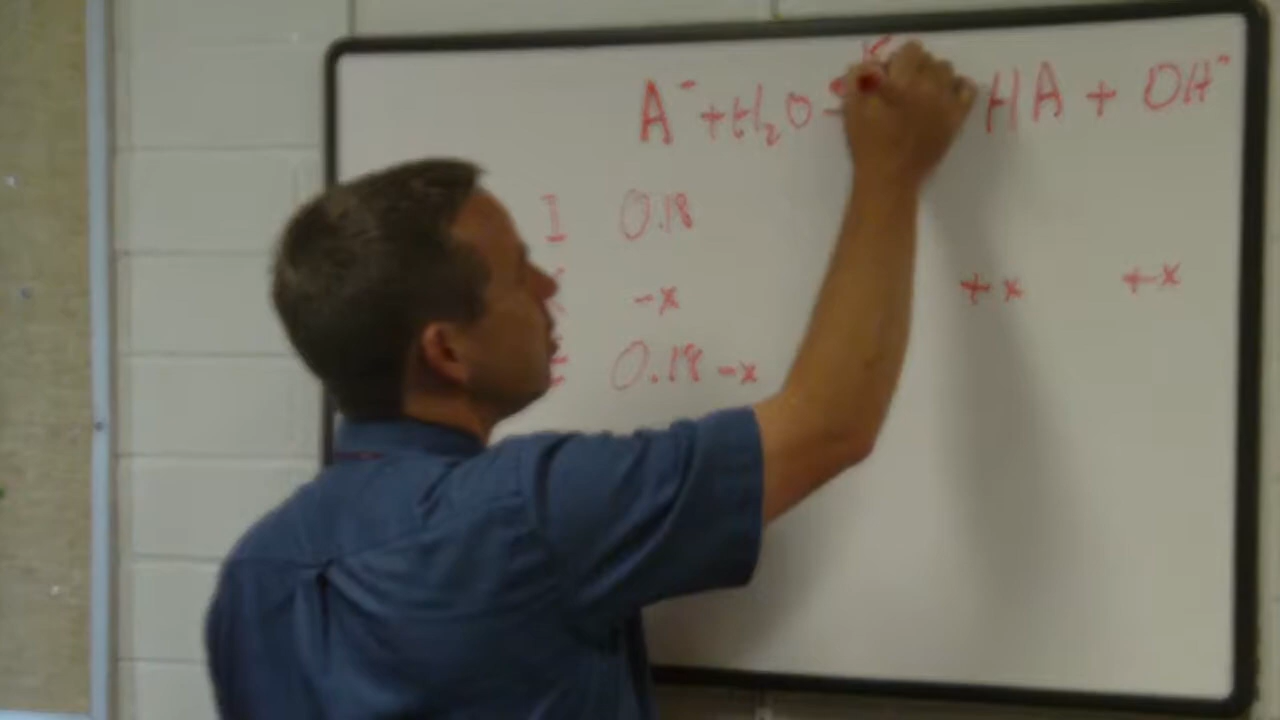 A⁻ + H₂O K HA + OH⁻
I 0.18
-x +x +x
E 0.18 -x